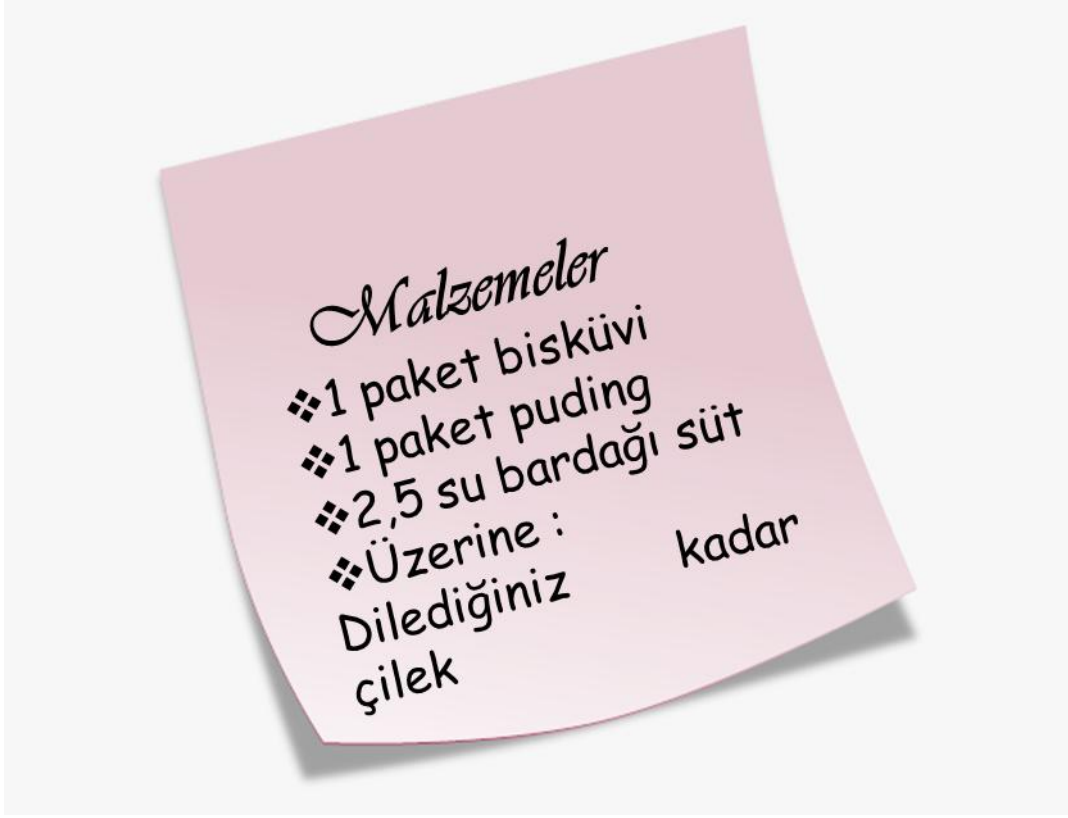 Malzemeler
❖1 paket bisküvi
❖1 paket puding
❖2,5 su bardağı süt
❖Üzerine :
Dilediğiniz kadar
çilek